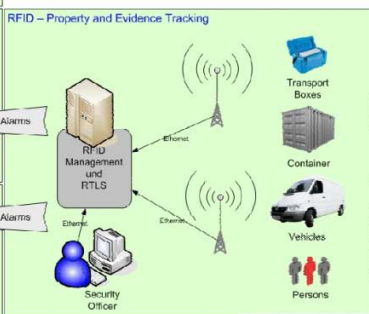 RFID – Property and Evidence Tracking
Transport
Boxes
Alarms
Ethernet
RFID
Management
und
RTLS
Container
Alarms
Ethernet
Ethernet
Vehicles
Security
Officer
Persons